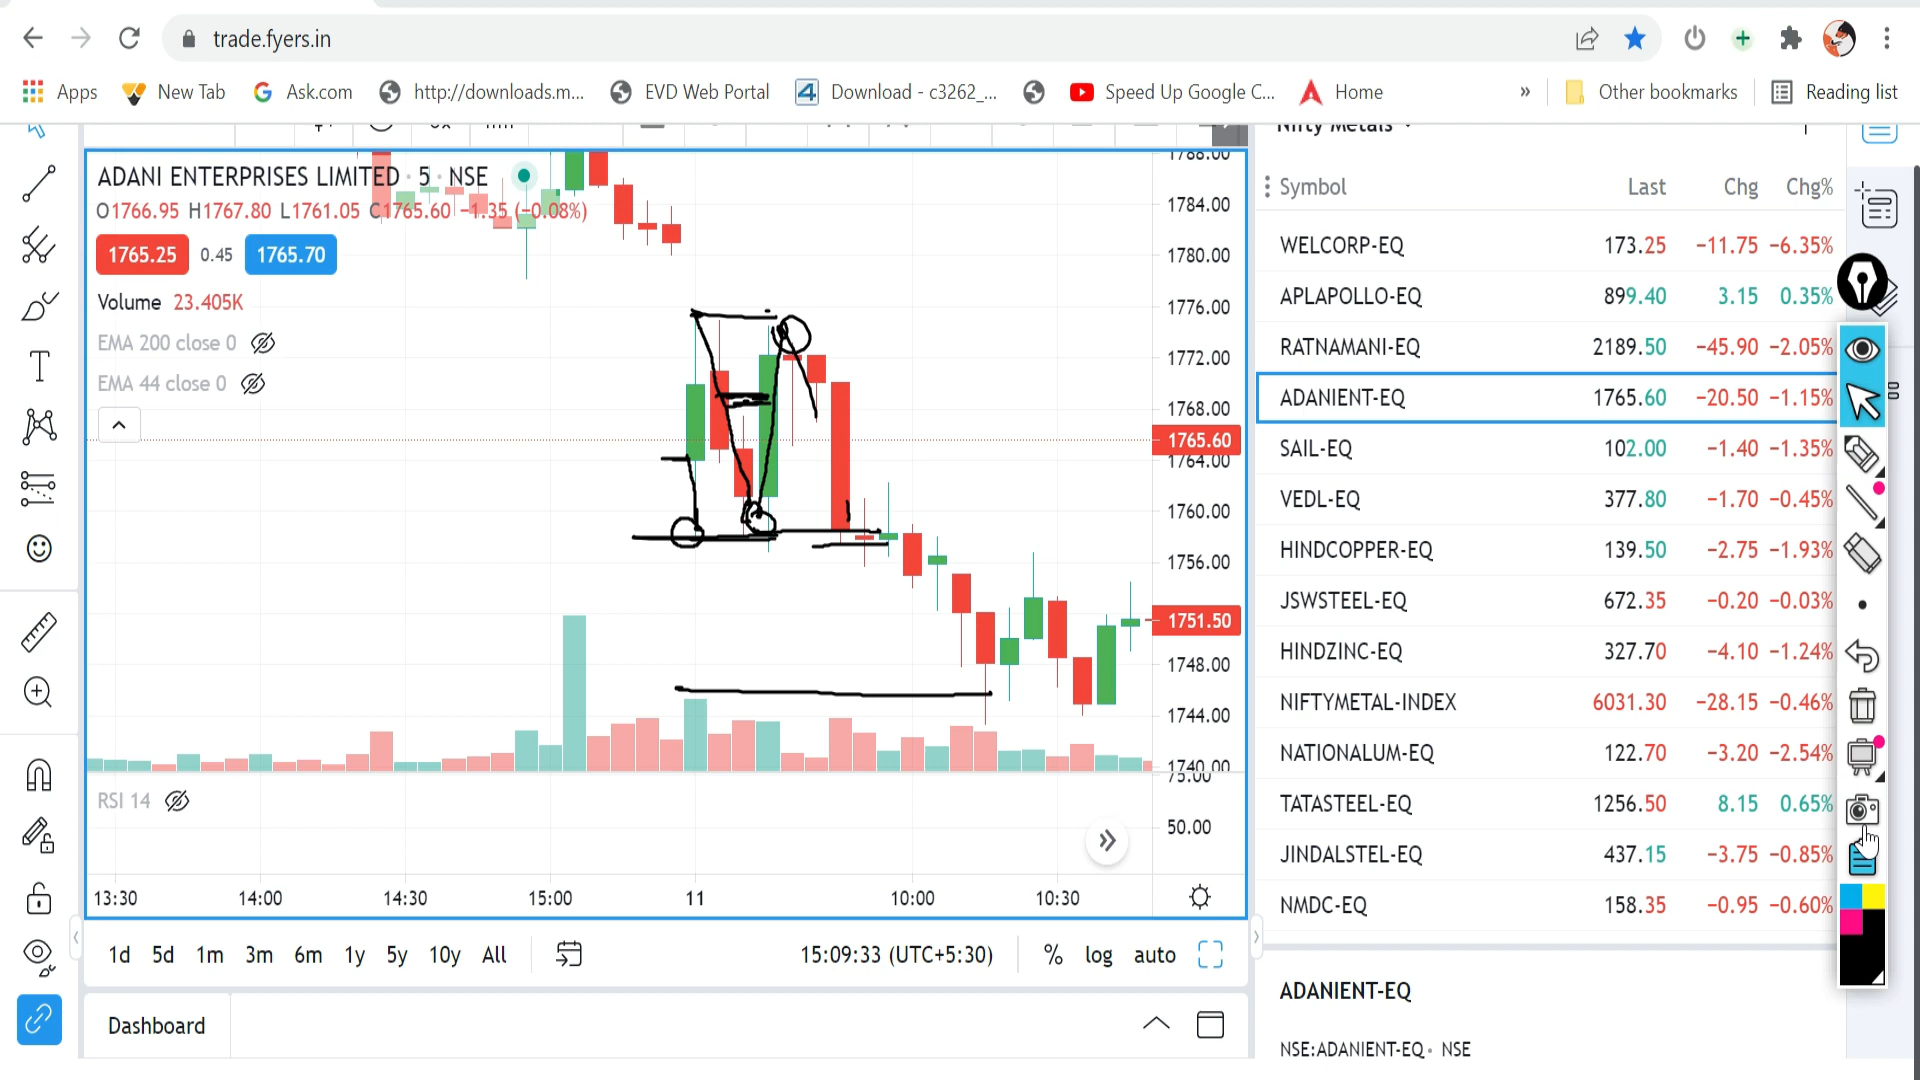 trade.fyers.in
Apps New Tab Ask.com http://downloads.m... EVD Web Portal Download - c3262_... Speed Up Google C... Home » Other bookmarks Reading list
Nifty Metals
ADANI ENTERPRISES LIMITED · 5 · NSE
O1766.95 H1767.80 L1761.05 C1765.60 −1.35 (−0.08%)
1765.25 0.45 1765.70
Volume 23.405K
EMA 200 close 0
EMA 44 close 0
1788.00
1784.00
1780.00
1776.00
1772.00
1768.00
1765.60
1764.00
1760.00
1756.00
1751.50
1748.00
1744.00
1740.00
75.00
RSI 14
50.00
13:30 14:00 14:30 15:00 11 10:00 10:30
1d 5d 1m 3m 6m 1y 5y 10y All 15:09:33 (UTC+5:30) % log auto
Dashboard
Symbol Last Chg Chg%
WELCORP-EQ 173.25 −11.75 −6.35%
APLAPOLLO-EQ 899.40 3.15 0.35%
RATNAMANI-EQ 2189.50 −45.90 −2.05%
ADANIENT-EQ 1765.60 −20.50 −1.15%
SAIL-EQ 102.00 −1.40 −1.35%
VEDL-EQ 377.80 −1.70 −0.45%
HINDCOPPER-EQ 139.50 −2.75 −1.93%
JSWSTEEL-EQ 672.35 −0.20 −0.03%
HINDZINC-EQ 327.70 −4.10 −1.24%
NIFTYMETAL-INDEX 6031.30 −28.15 −0.46%
NATIONALUM-EQ 122.70 −3.20 −2.54%
TATASTEEL-EQ 1256.50 8.15 0.65%
JINDALSTEL-EQ 437.15 −3.75 −0.85%
NMDC-EQ 158.35 −0.95 −0.60%
ADANIENT-EQ
NSE:ADANIENT-EQ · NSE